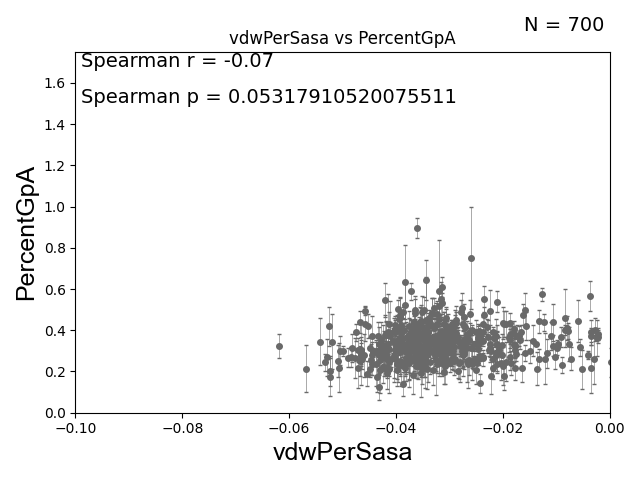 N = 700
vdwPerSasa vs PercentGpA
Spearman r = -0.07
Spearman p = 0.05317910520075511
PercentGpA
1.6
1.4
1.2
1.0
0.8
0.6
0.4
0.2
0.0
−0.10 −0.08 −0.06 −0.04 −0.02 0.00
vdwPerSasa